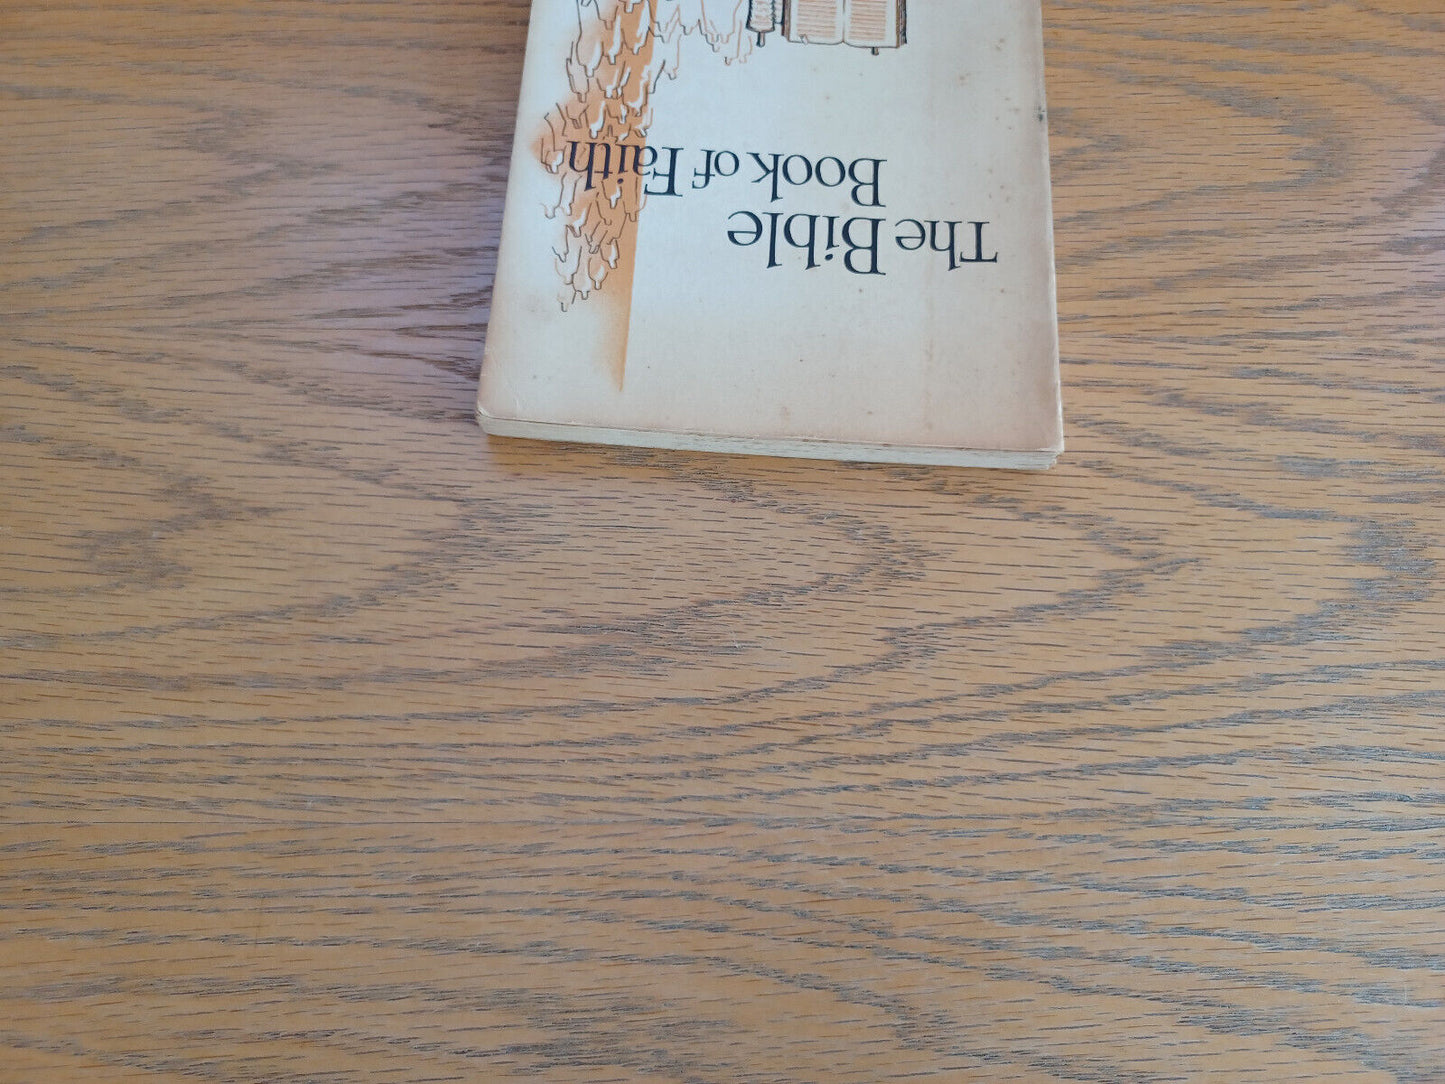 The Bible
Book of Faith